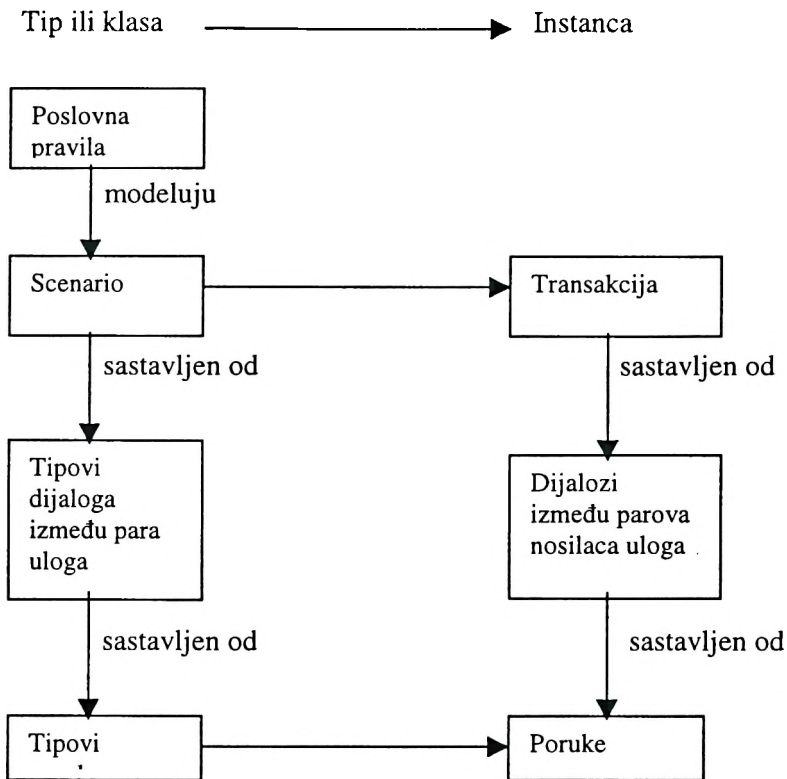 Tip ili klasa
Instanca
Poslovna
pravila
modeluju
Scenario
Transakcija
sastavljen od
sastavljen od
Tipovi
dijaloga
između para
uloga
Dijalozi
između parova
nosilaca uloga
sastavljen od
sastavljen od
Tipovi
Poruke